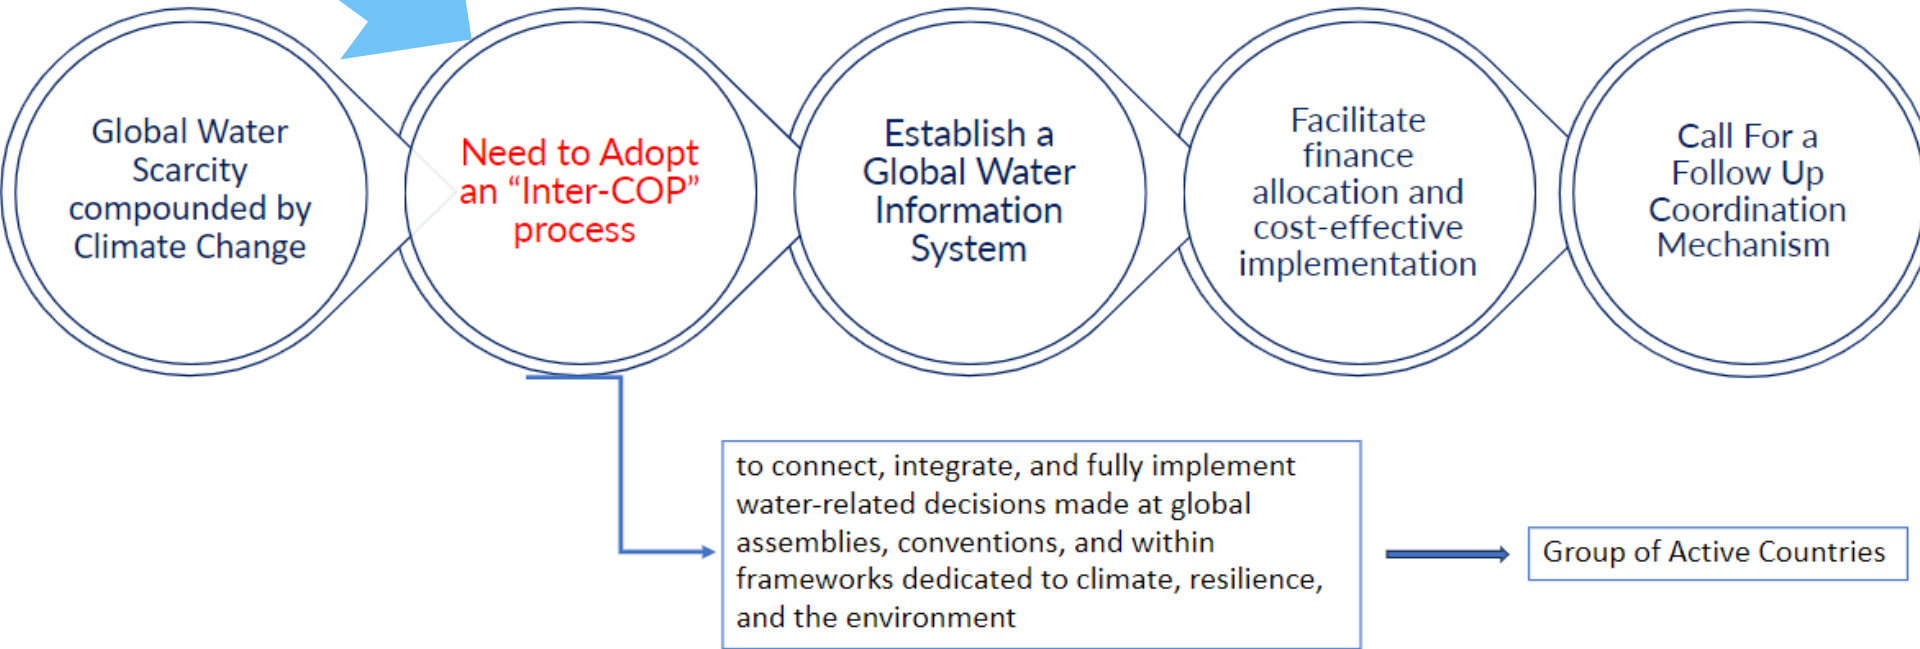 Global Water
Scarcity
compounded by
Climate Change
Need to Adopt
an “Inter-COP”
process
Establish a
Global Water
Information
System
Facilitate
finance
allocation and
cost-effective
implementation
Call For a
Follow Up
Coordination
Mechanism
to connect, integrate, and fully implement
water-related decisions made at global
assemblies, conventions, and within
frameworks dedicated to climate, resilience,
and the environment
Group of Active Countries